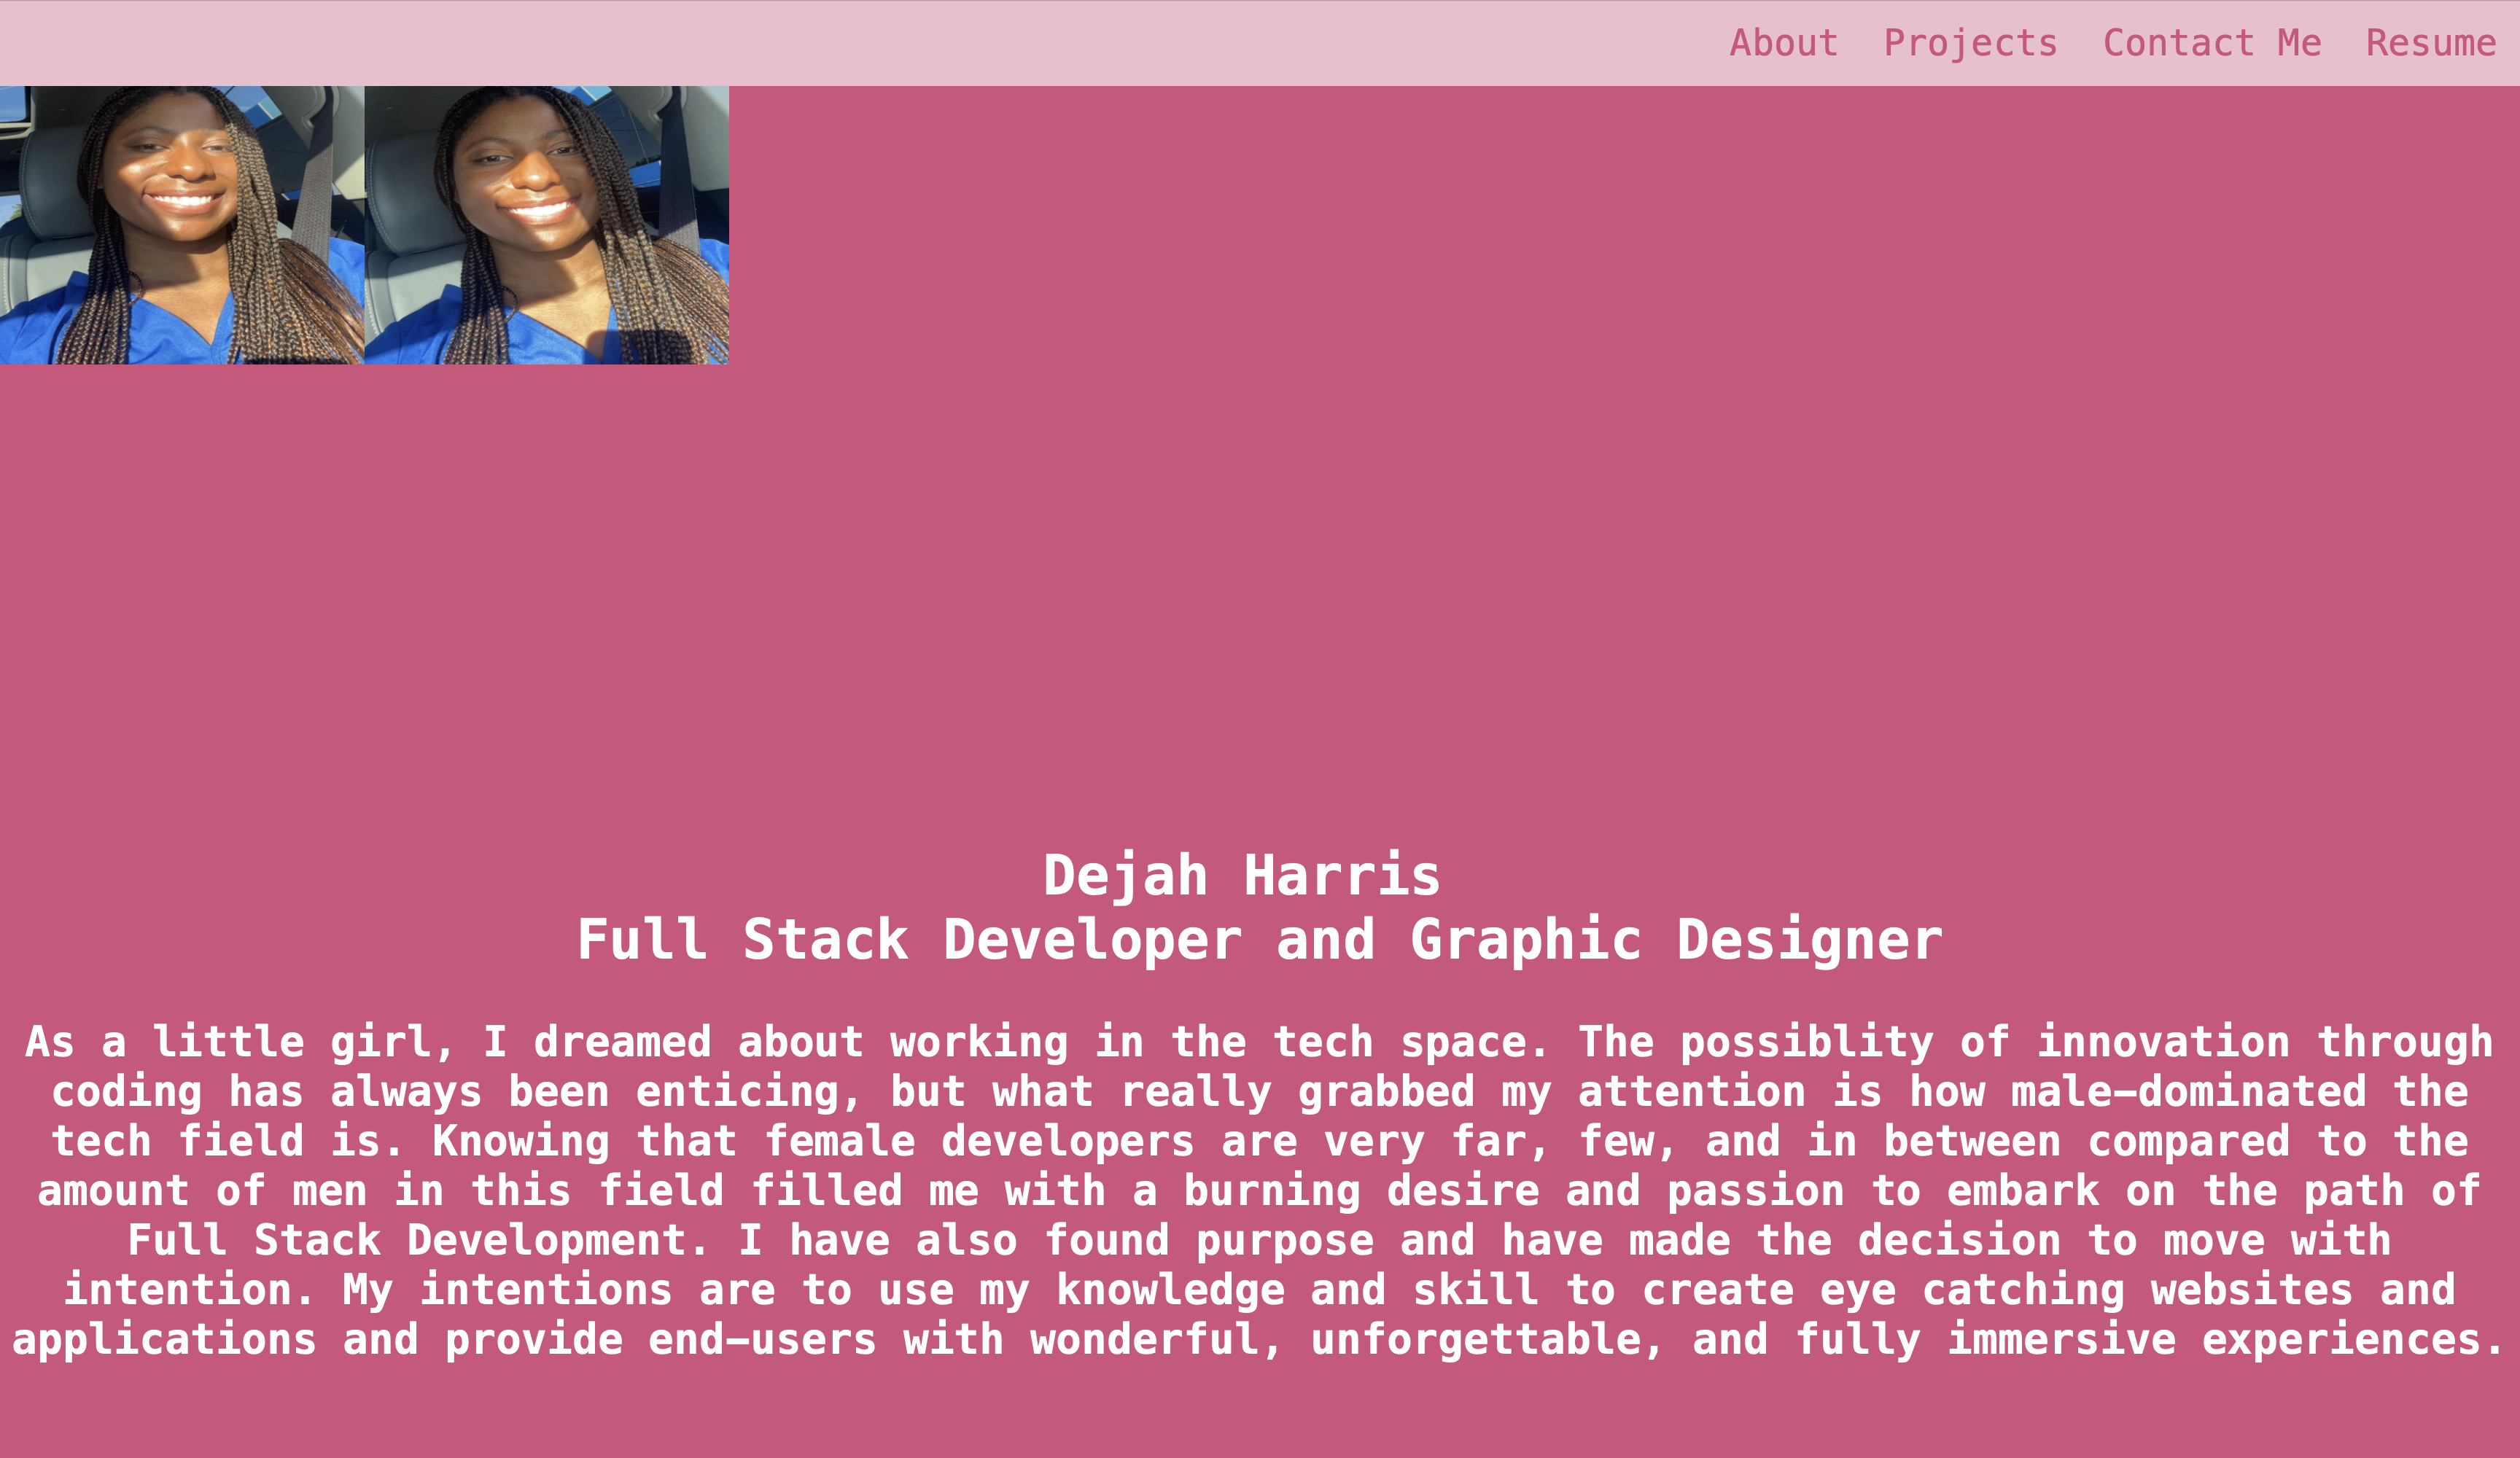 About Projects Contact Me Resume
Dejah Harris
Full Stack Developer and Graphic Designer
As a little girl, I dreamed about working in the tech space. The possiblity of innovation through
coding has always been enticing, but what really grabbed my attention is how male-dominated the
tech field is. Knowing that female developers are very far, few, and in between compared to the
amount of men in this field filled me with a burning desire and passion to embark on the path of
Full Stack Development. I have also found purpose and have made the decision to move with
intention. My intentions are to use my knowledge and skill to create eye catching websites and
applications and provide end-users with wonderful, unforgettable, and fully immersive experiences.